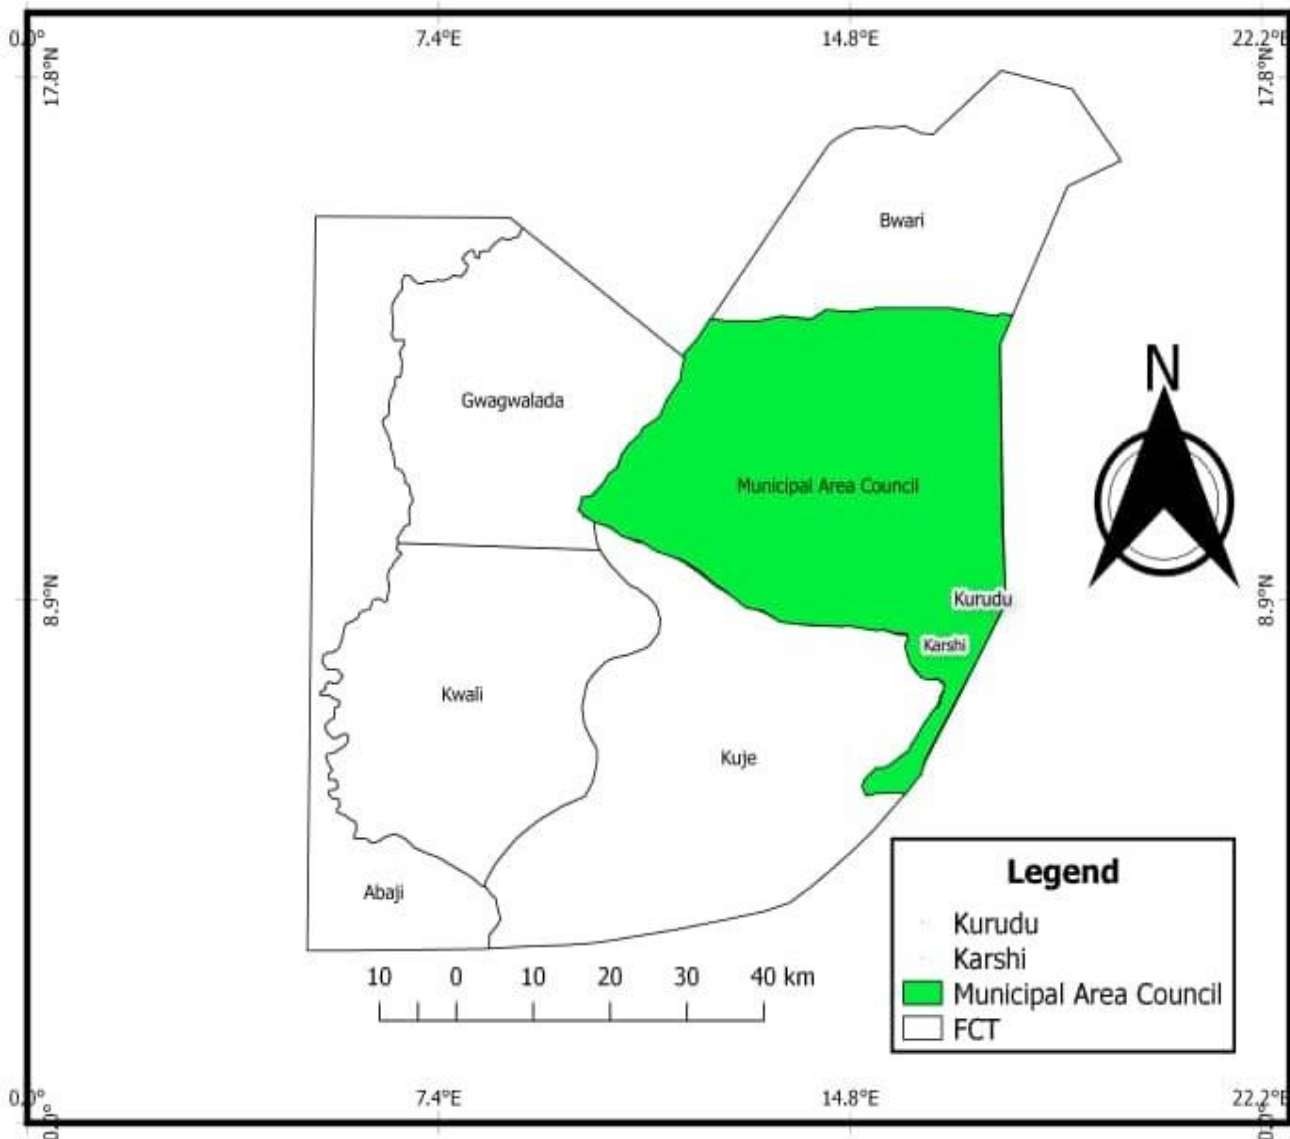 0.0°
7.4°E
14.8°E
22.2°E
17.8°N
17.8°N
Bwari
N
Gwagwalada
Municipal Area Council
8.9°N
8.9°N
Kurudu
Karshi
Kwali
Kuje
Abaji
Legend
Kurudu
Karshi
Municipal Area Council
FCT
10 0 10 20 30 40 km
0.0°
7.4°E
14.8°E
22.2°E